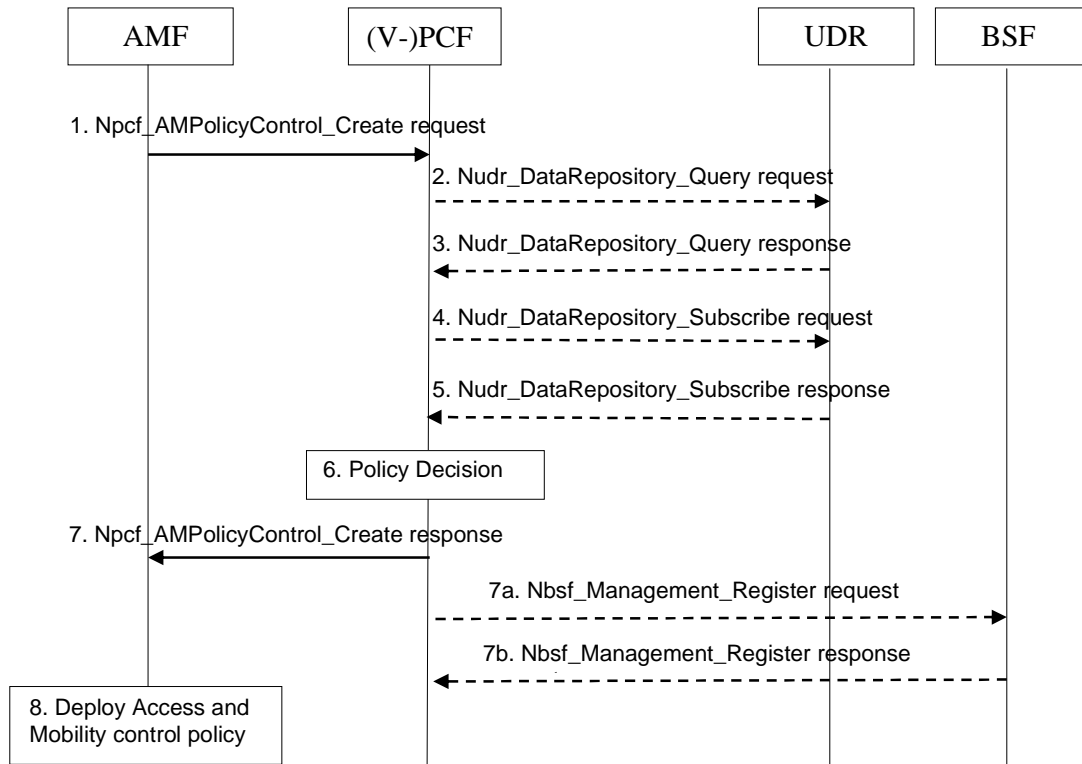 AMF
(V-)PCF
UDR
BSF
1. Npcf_AMPolicyControl_Create request
2. Nudr_DataRepository_Query request
3. Nudr_DataRepository_Query response
4. Nudr_DataRepository_Subscribe request
5. Nudr_DataRepository_Subscribe response
6. Policy Decision
7. Npcf_AMPolicyControl_Create response
7a. Nbsf_Management_Register request
7b. Nbsf_Management_Register response
8. Deploy Access and
Mobility control policy